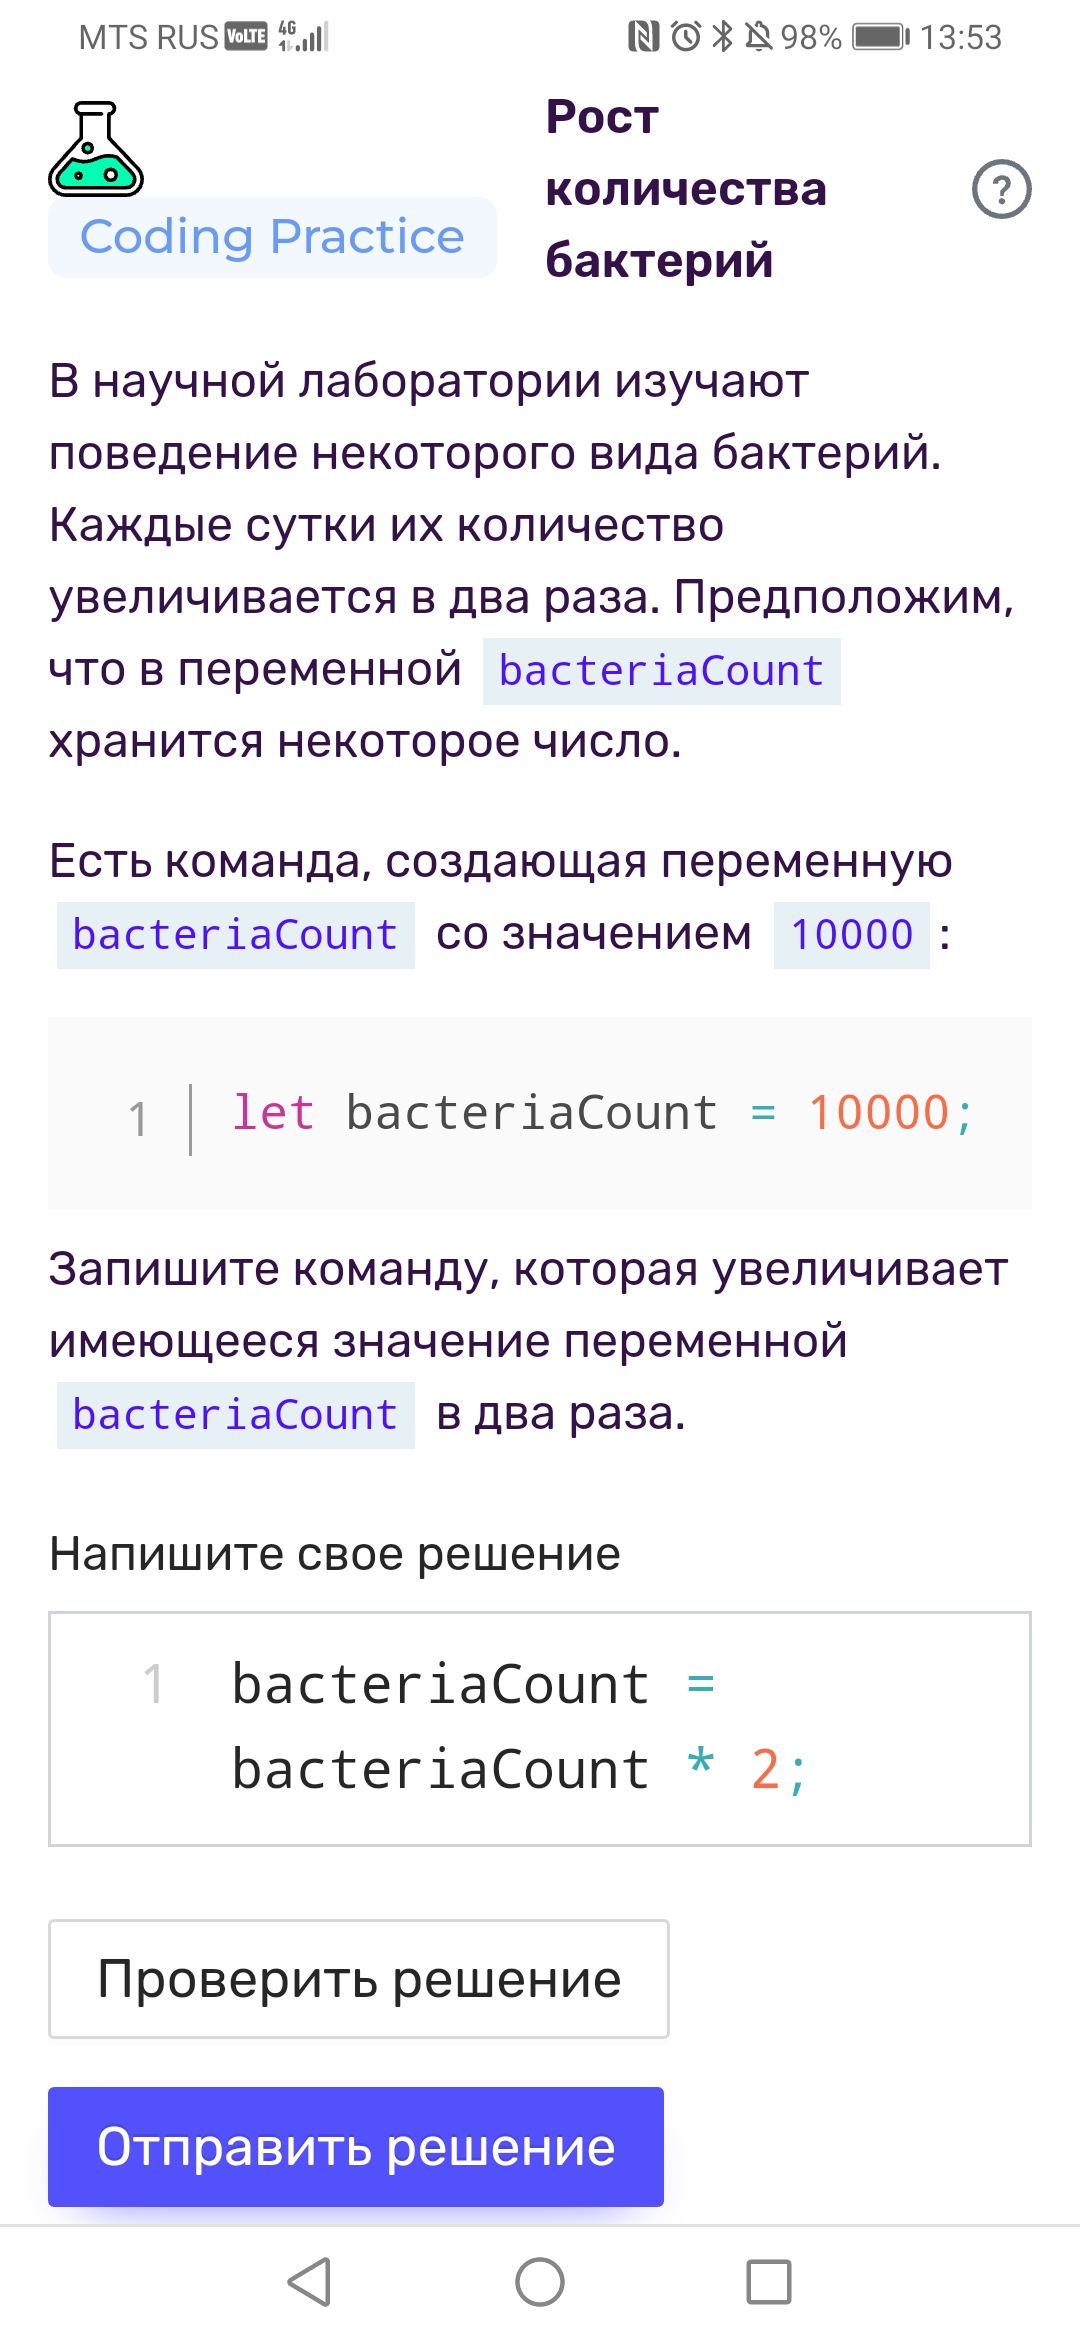 MTS RUS VoLTE 4G 98% 13:53
Рост
количества
бактерий
?
Coding Practice
В научной лаборатории изучают
поведение некоторого вида бактерий.
Каждые сутки их количество
увеличивается в два раза. Предположим,
что в переменной bacteriaCount
хранится некоторое число.
Есть команда, создающая переменную
bacteriaCount со значением 10000 :
1 let bacteriaCount = 10000;
Запишите команду, которая увеличивает
имеющееся значение переменной
bacteriaCount в два раза.
Напишите свое решение
1 bacteriaCount =
bacteriaCount * 2;
Проверить решение
Отправить решение